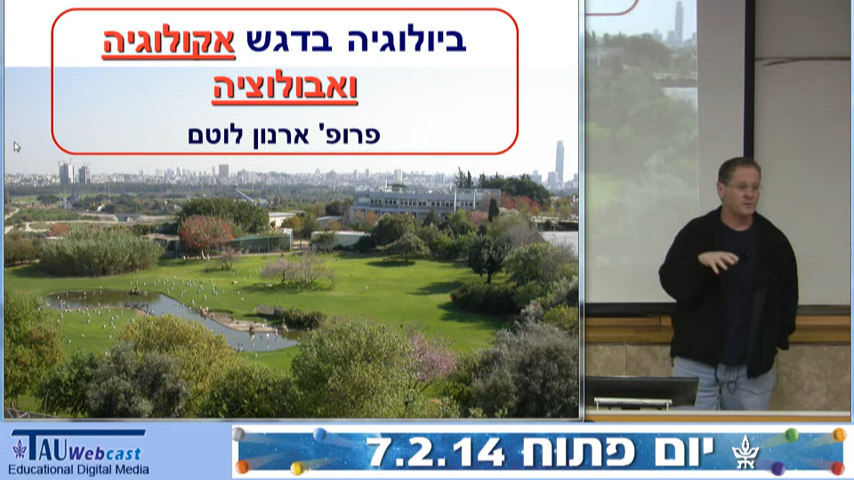 ביולוגיה בדגש אקולוגיה
ואבולוציה
פרופ' ארנון לוטם
TAU Webcast
Educational Digital Media
יום פתוח 7.2.14